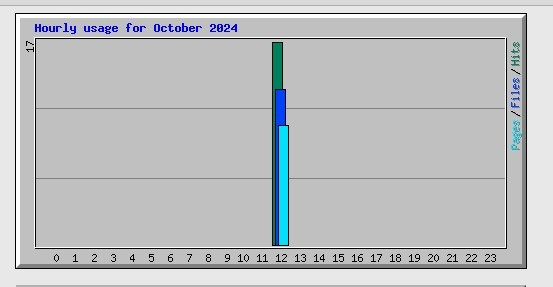 Hourly usage for October 2024
17
Pages / Files / Hits
0 1 2 3 4 5 6 7 8 9 10 11 12 13 14 15 16 17 18 19 20 21 22 23